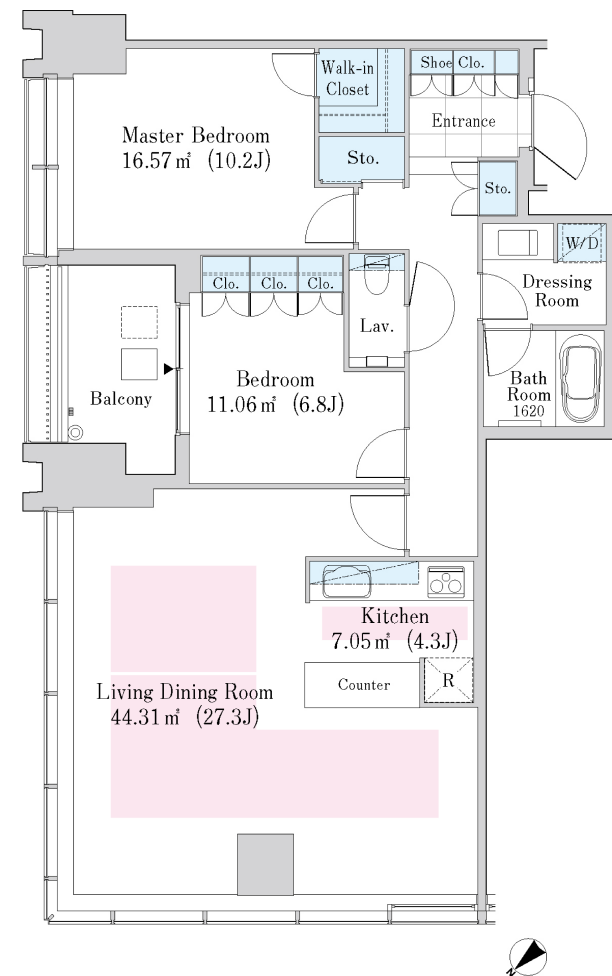 Walk-in
Closet
Shoe Clo.
Entrance
Master Bedroom
16.57㎡ (10.2J)
Sto.
Sto.
W/D
Dressing
Room
Clo.
Clo.
Clo.
Lav.
Balcony
Bedroom
11.06㎡ (6.8J)
Bath
Room
1620
Kitchen
7.05㎡ (4.3J)
Living Dining Room
44.31㎡ (27.3J)
Counter
R
N